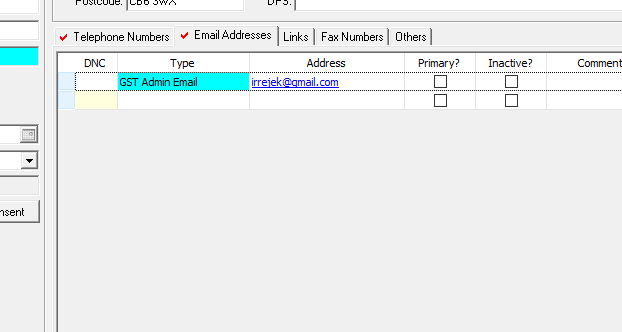 Postcode: CB6 3WX DPS:
Telephone Numbers Email Addresses Links Fax Numbers Others
DNC Type Address Primary? Inactive? Comment
GST Admin Email irrejek@gmail.com
nsent